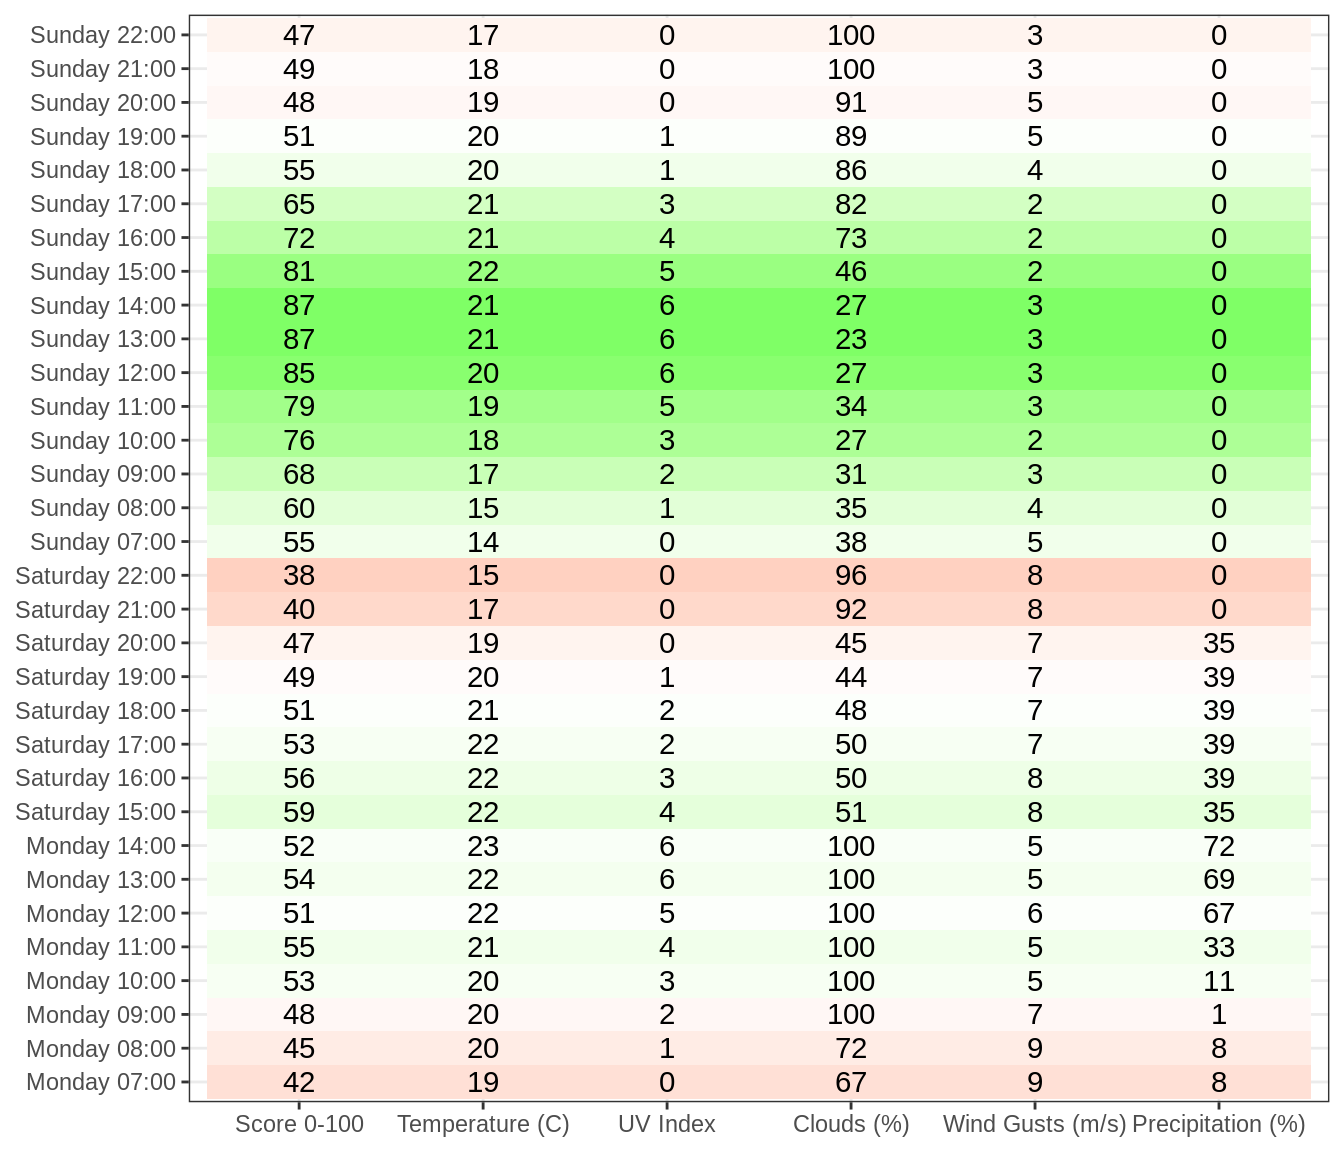 Sunday 22:00 47 17 0 100 3 0
Sunday 21:00 49 18 0 100 3 0
Sunday 20:00 48 19 0 91 5 0
Sunday 19:00 51 20 1 89 5 0
Sunday 18:00 55 20 1 86 4 0
Sunday 17:00 65 21 3 82 2 0
Sunday 16:00 72 21 4 73 2 0
Sunday 15:00 81 22 5 46 2 0
Sunday 14:00 87 21 6 27 3 0
Sunday 13:00 87 21 6 23 3 0
Sunday 12:00 85 20 6 27 3 0
Sunday 11:00 79 19 5 34 3 0
Sunday 10:00 76 18 3 27 2 0
Sunday 09:00 68 17 2 31 3 0
Sunday 08:00 60 15 1 35 4 0
Sunday 07:00 55 14 0 38 5 0
Saturday 22:00 38 15 0 96 8 0
Saturday 21:00 40 17 0 92 8 0
Saturday 20:00 47 19 0 45 7 35
Saturday 19:00 49 20 1 44 7 39
Saturday 18:00 51 21 2 48 7 39
Saturday 17:00 53 22 2 50 7 39
Saturday 16:00 56 22 3 50 8 39
Saturday 15:00 59 22 4 51 8 35
Monday 14:00 52 23 6 100 5 72
Monday 13:00 54 22 6 100 5 69
Monday 12:00 51 22 5 100 6 67
Monday 11:00 55 21 4 100 5 33
Monday 10:00 53 20 3 100 5 11
Monday 09:00 48 20 2 100 7 1
Monday 08:00 45 20 1 72 9 8
Monday 07:00 42 19 0 67 9 8
Score 0-100 Temperature (C) UV Index Clouds (%) Wind Gusts (m/s) Precipitation (%)